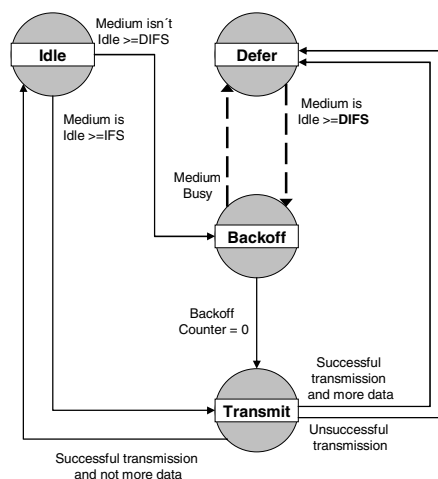 Medium isn´t
Idle >=DIFS
Idle
Defer
Medium is
Idle >=IFS
Medium is
Idle >=DIFS
Medium
Busy
Backoff
Backoff
Counter = 0
Successful
transmission
and more data
Transmit
Unsuccessful
transmission
Successful transmission
and not more data